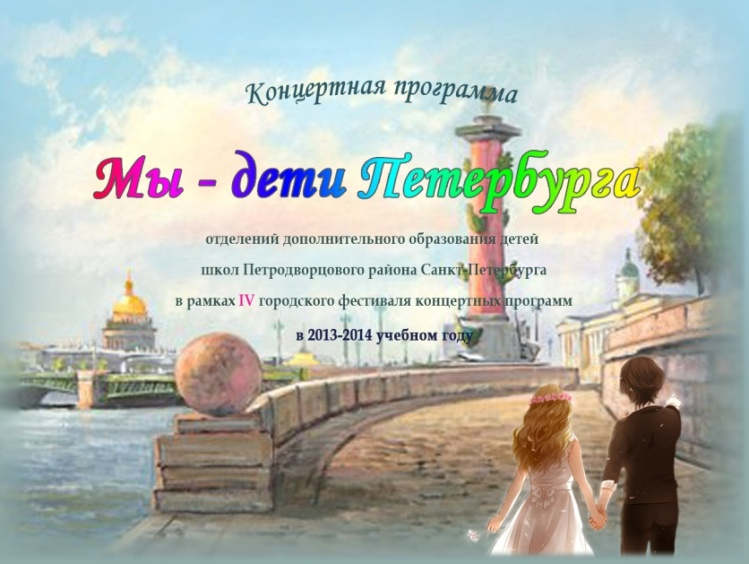 Концертная программа
Мы - дети Петербурга
отделений дополнительного образования детей
школ Петродворцового района Санкт-Петербурга
в рамках IV городского фестиваля концертных программ
в 2013-2014 учебном году